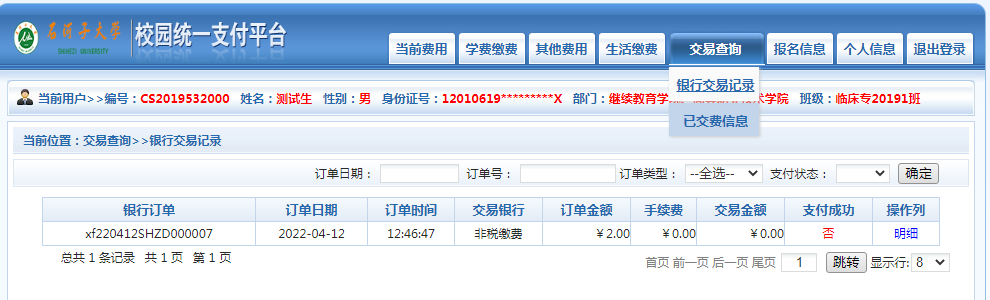 石河子大学
SHIHEZI UNIVERSITY
校园统一支付平台
当前费用 学费缴费 其他费用 生活缴费 交易查询 报名信息 个人信息 退出登录
银行交易记录
已交费信息
当前用户>>编号：CS2019532000 姓名：测试生 性别：男 身份证号：12010619*********X 部门：继续教育学 术学院 班级：临床专20191班
当前位置：交易查询>>银行交易记录
订单日期： 订单号： 订单类型： --全选-- 支付状态： 确定
银行订单 订单日期 订单时间 交易银行 订单金额 手续费 交易金额 支付成功 操作列
xf220412SHZD000007 2022-04-12 12:46:47 非税缴费 ￥2.00 ￥0.00 ￥0.00 否 明细
总共 1 条记录 共 1 页 第 1 页
首页 前一页 后一页 尾页 1 跳转 显示行: 8